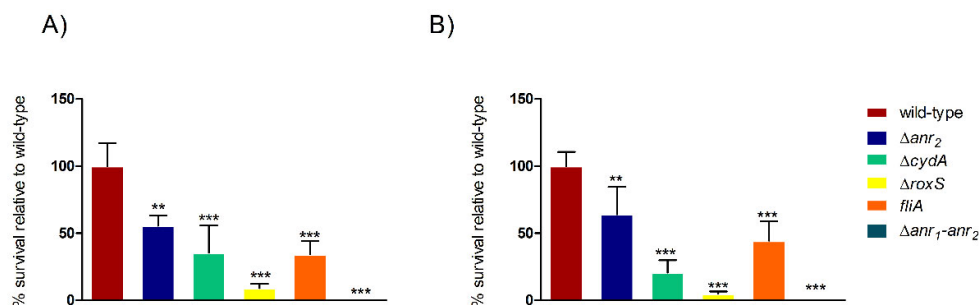 A)
B)
% survival relative to wild-type
150
100
50
0
**
***
***
***
***
% survival relative to wild-type
150
100
50
0
**
***
***
***
***
wild-type
Δanr₂
ΔcydA
ΔroxS
fliA
Δanr₁-anr₂